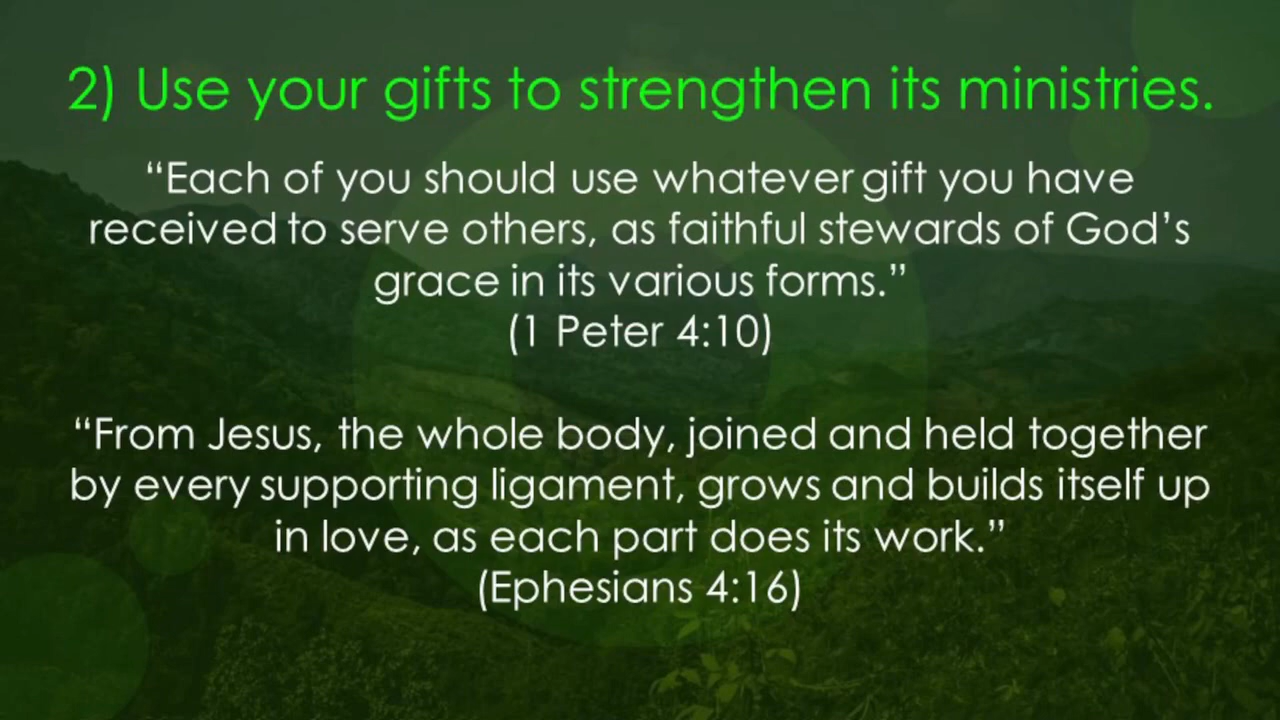 2) Use your gifts to strengthen its ministries.
“Each of you should use whatever gift you have
received to serve others, as faithful stewards of God’s
grace in its various forms.”
(1 Peter 4:10)
“From Jesus, the whole body, joined and held together
by every supporting ligament, grows and builds itself up
in love, as each part does its work.”
(Ephesians 4:16)